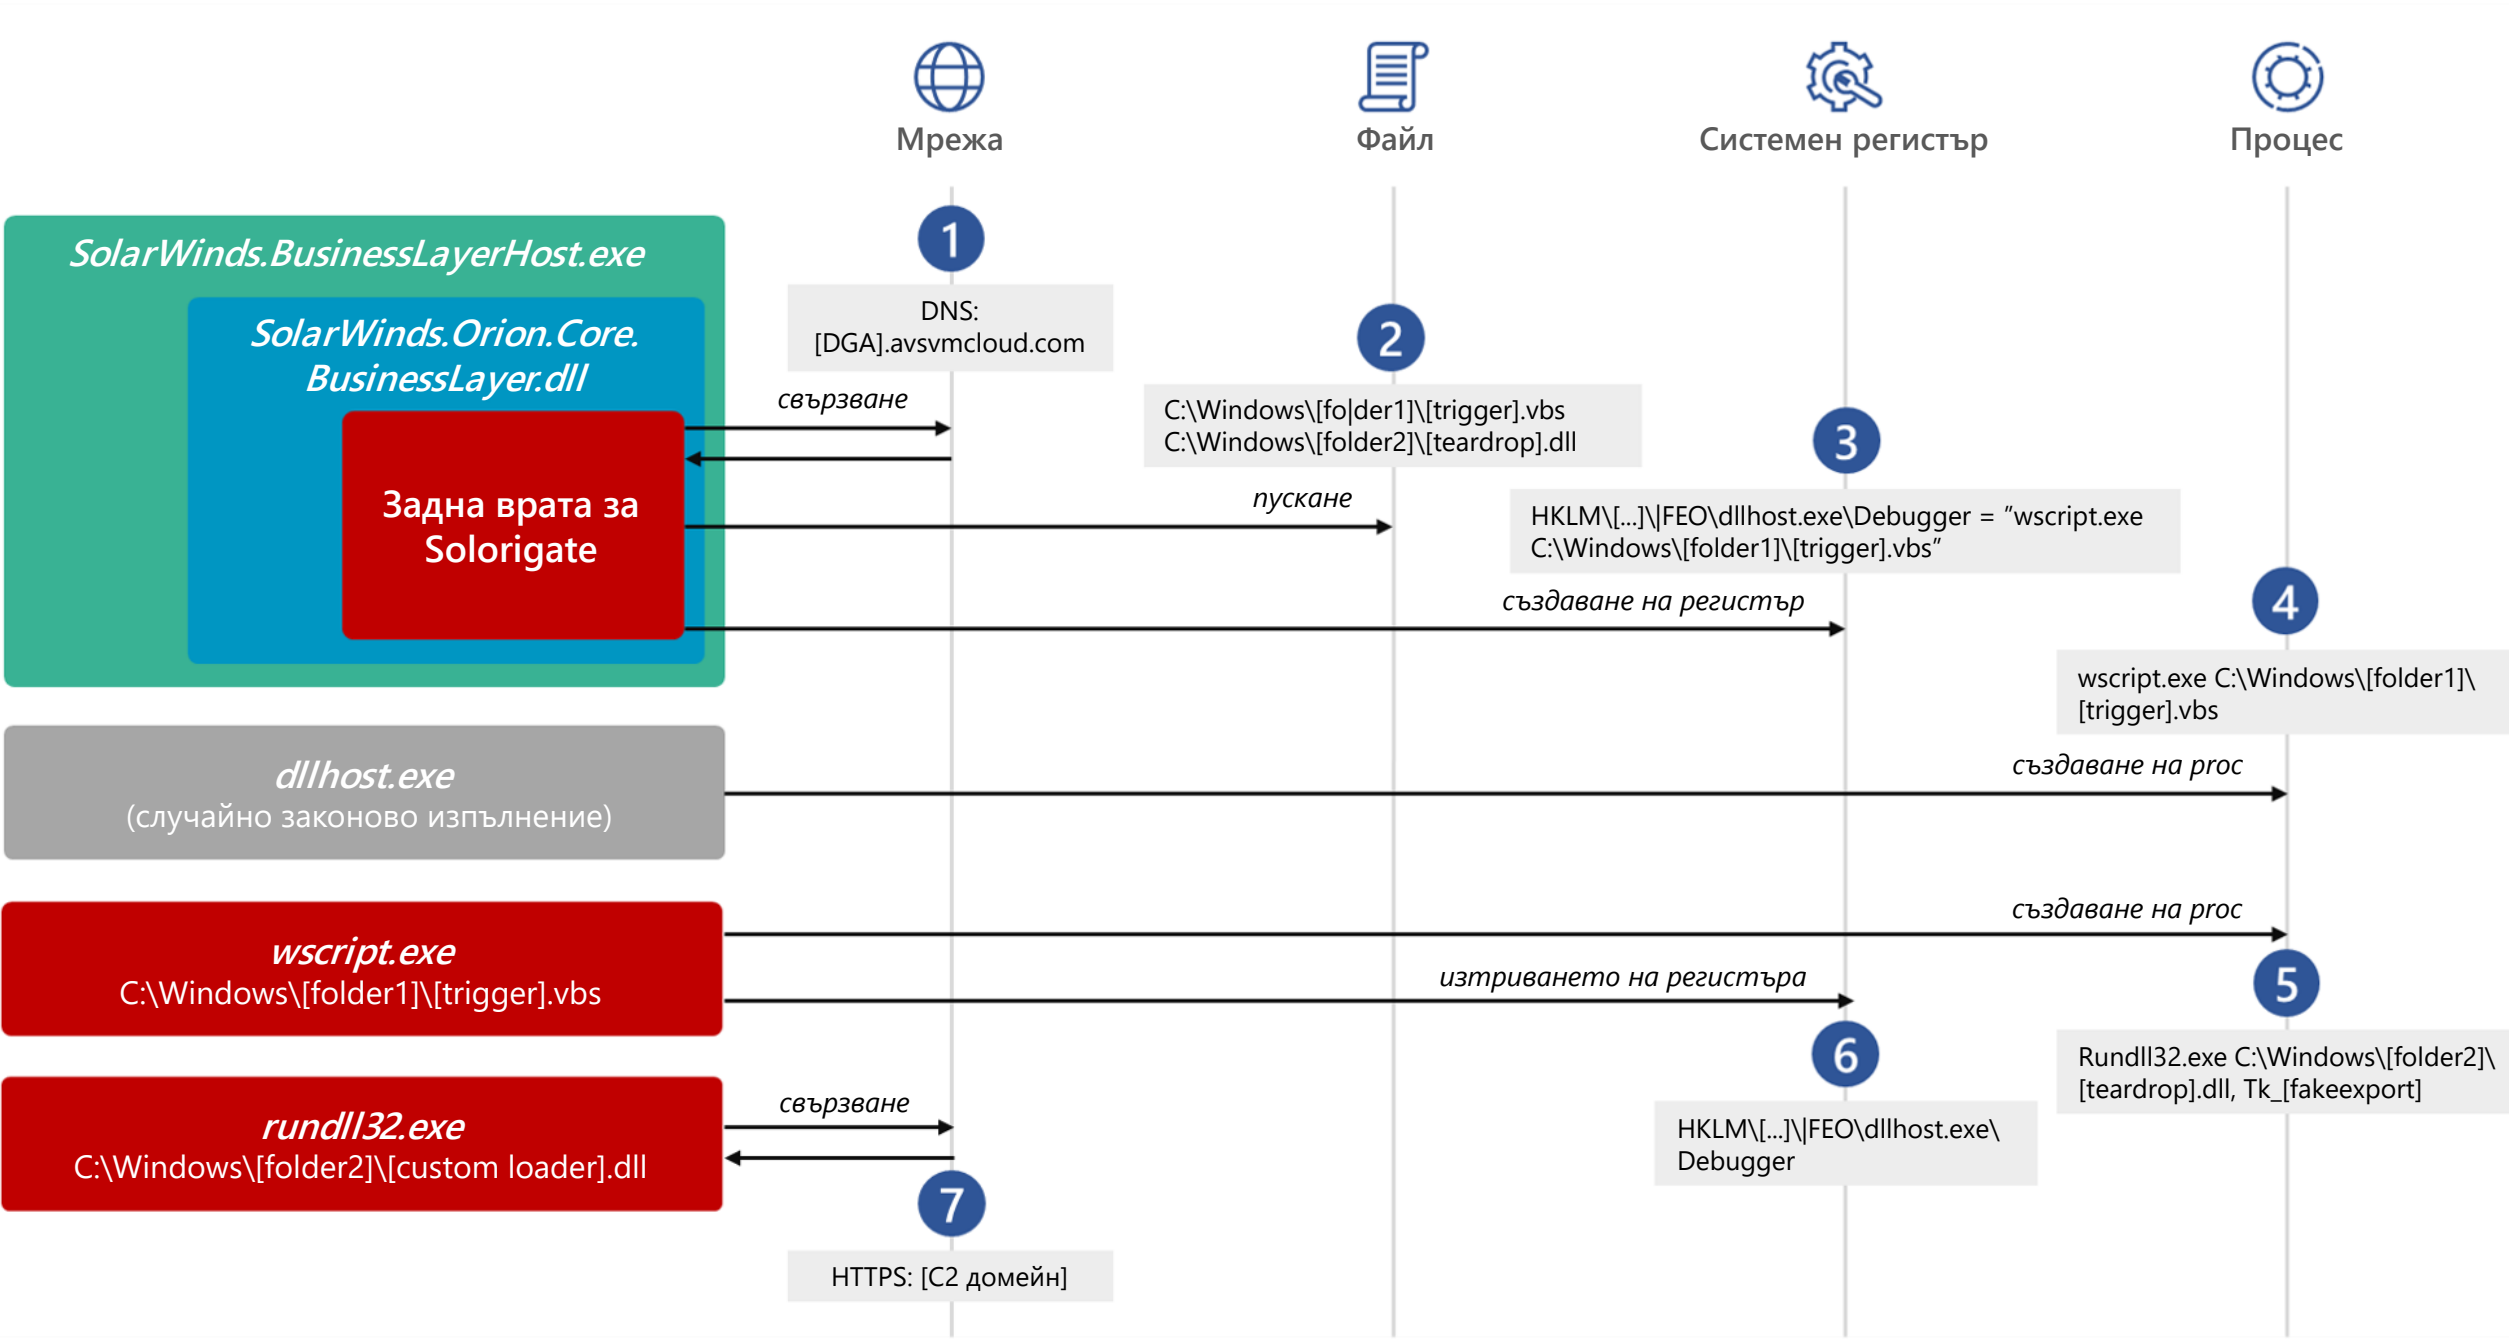 Мрежа
Файл
Системен регистър
Процес
SolarWinds.BusinessLayerHost.exe
SolarWinds.Orion.Core.
BusinessLayer.dll
Задна врата за
Solorigate
1
DNS:
[DGA].avsvmcloud.com
свързване
2
C:\Windows\[fo|der1]\[trigger].vbs
C:\Windows\[folder2]\[teardrop].dll
пускане
3
HKLM\[...]\|FEO\dllhost.exe\Debugger = "wscript.exe
C:\Windows\[folder1]\[trigger].vbs"
създаване на регистър
4
wscript.exe C:\Windows\[folder1]\
[trigger].vbs
dllhost.exe
(случайно законово изпълнение)
създаване на proc
wscript.exe
C:\Windows\[folder1]\[trigger].vbs
създаване на proc
изтриването на регистъра
5
Rundll32.exe C:\Windows\[folder2]\
[teardrop].dll, Tk_[fakeexport]
6
HKLM\[...]\|FEO\dllhost.exe\
Debugger
rundll32.exe
C:\Windows\[folder2]\[custom loader].dll
свързване
7
HTTPS: [C2 домейн]